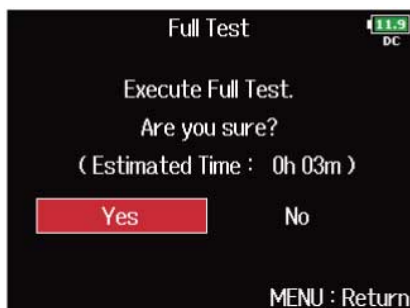 Full Test
11.9
DC
Execute Full Test.
Are you sure?
( Estimated Time : 0h 03m )
Yes No
MENU : Return